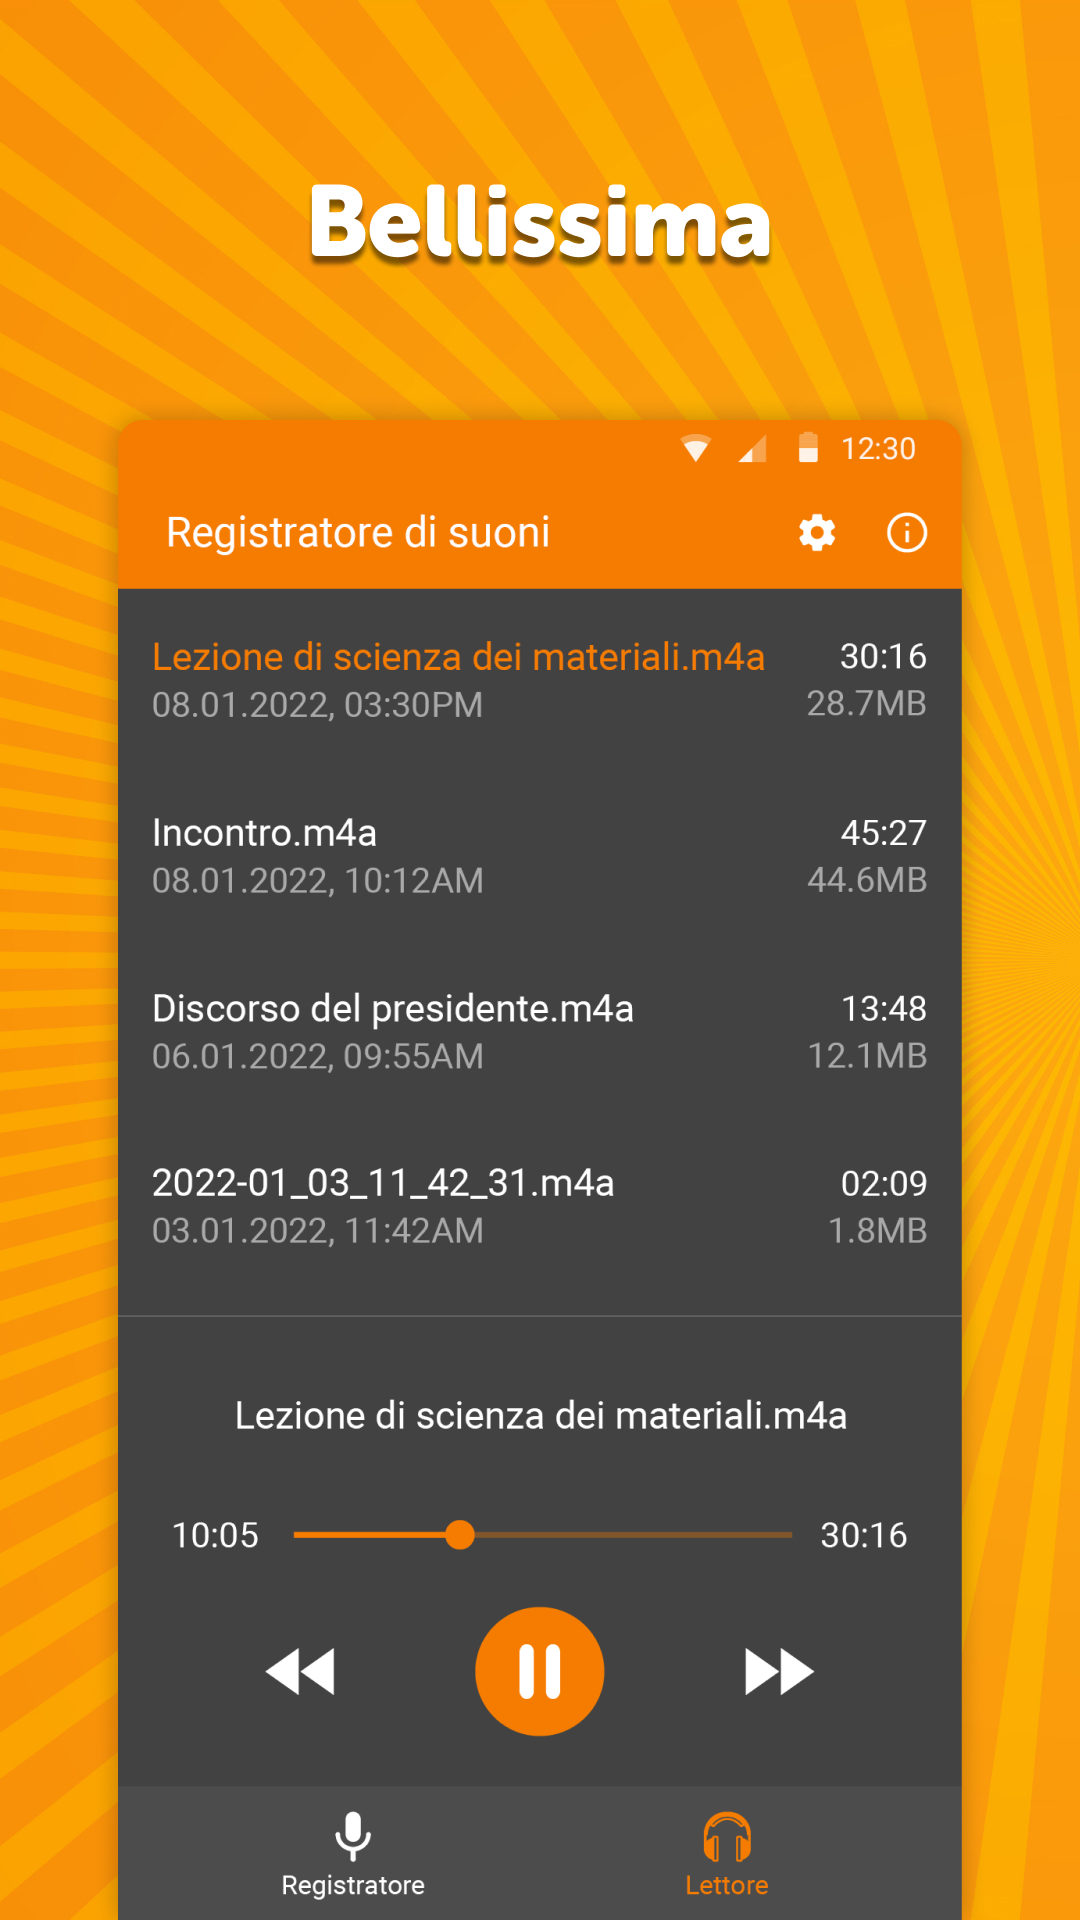 Bellissima
12:30
Registratore di suoni
Lezione di scienza dei materiali.m4a 30:16
08.01.2022, 03:30PM 28.7MB
Incontro.m4a 45:27
08.01.2022, 10:12AM 44.6MB
Discorso del presidente.m4a 13:48
06.01.2022, 09:55AM 12.1MB
2022-01_03_11_42_31.m4a 02:09
03.01.2022, 11:42AM 1.8MB
Lezione di scienza dei materiali.m4a
10:05 30:16
Registratore Lettore